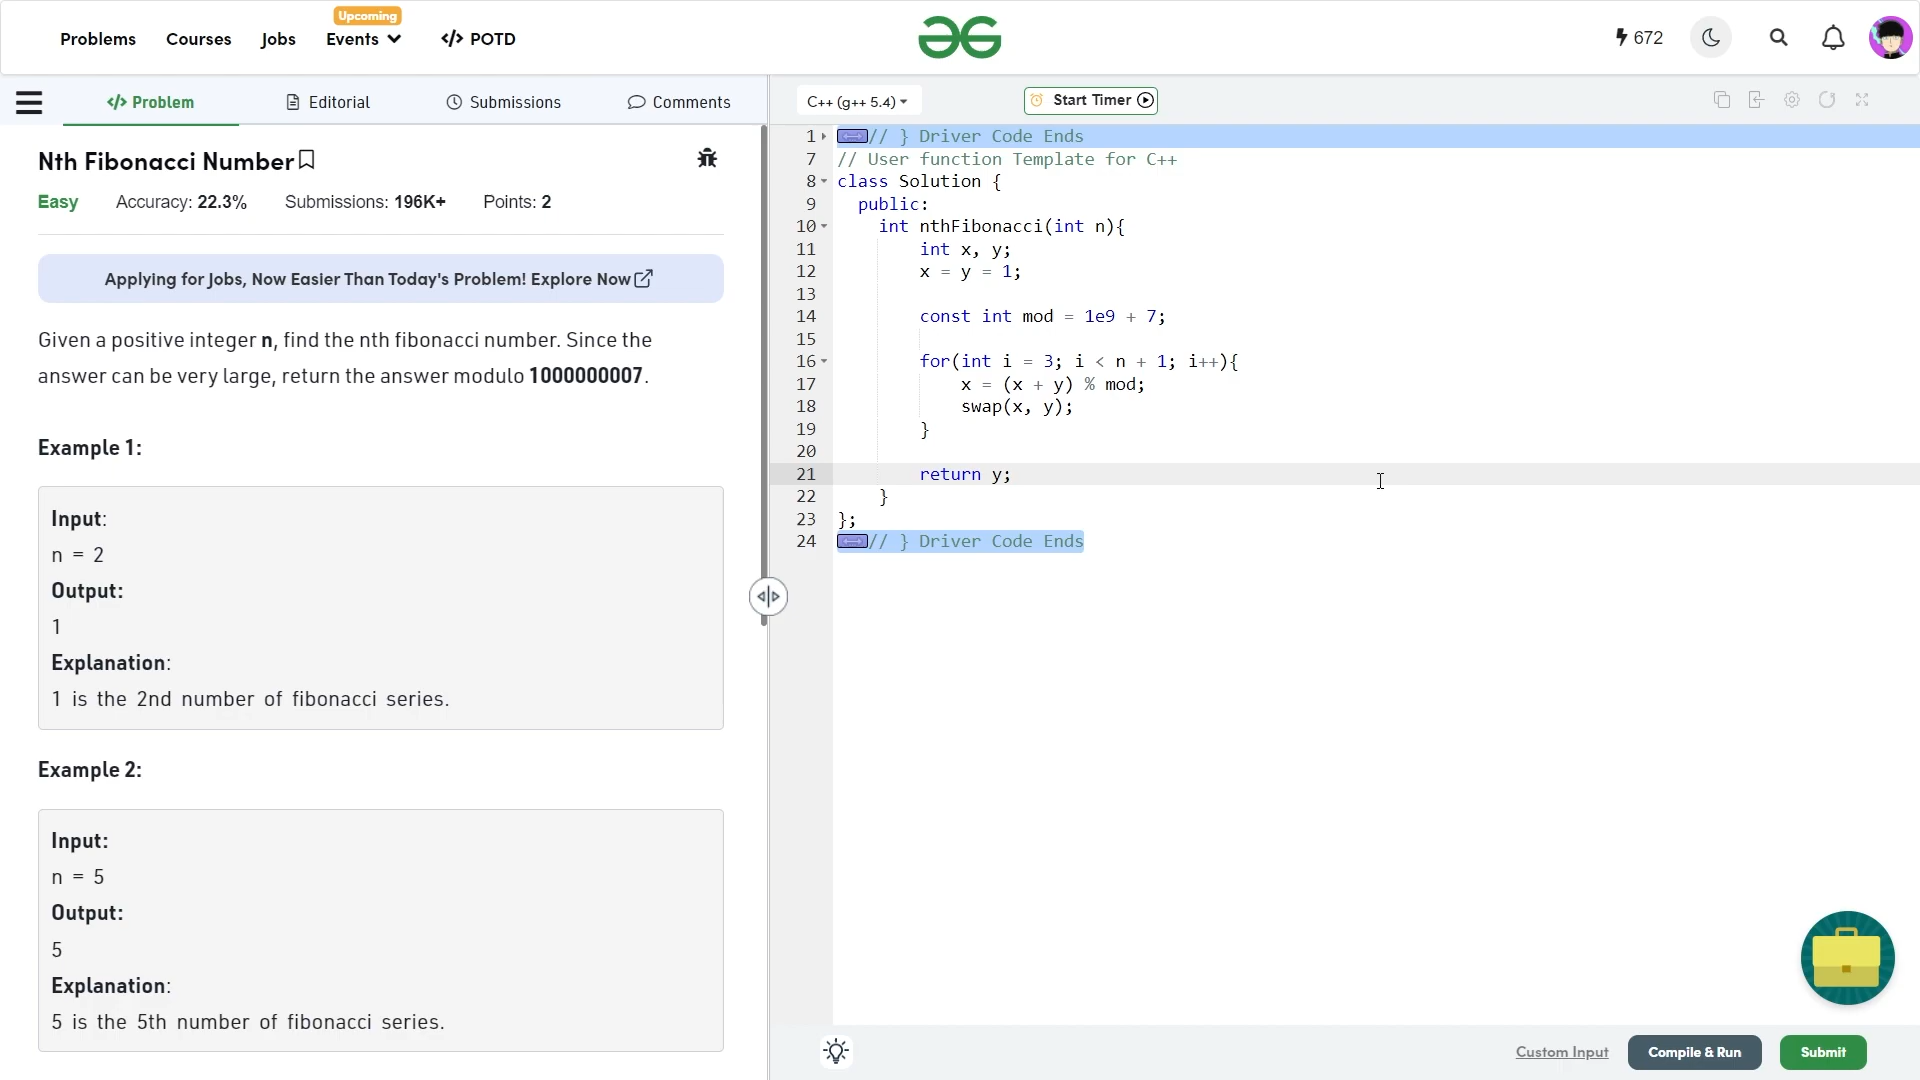 Problems Courses Jobs Events </> POTD
Upcoming
672
</> Problem Editorial Submissions Comments
Nth Fibonacci Number
Easy Accuracy: 22.3% Submissions: 196K+ Points: 2
Applying for Jobs, Now Easier Than Today's Problem! Explore Now
Given a positive integer n, find the nth fibonacci number. Since the
answer can be very large, return the answer modulo 1000000007.
Example 1:
Input:
n = 2
Output:
1
Explanation:
1 is the 2nd number of fibonacci series.
Example 2:
Input:
n = 5
Output:
5
Explanation:
5 is the 5th number of fibonacci series.
C++ (g++ 5.4) Start Timer
1 // } Driver Code Ends
7 // User function Template for C++
8 class Solution {
9 public:
10 int nthFibonacci(int n){
11 int x, y;
12 x = y = 1;
13
14 const int mod = 1e9 + 7;
15
16 for(int i = 3; i < n + 1; i++){
17 x = (x + y) % mod;
18 swap(x, y);
19 }
20
21 return y;
22 }
23 };
24 // } Driver Code Ends
Custom Input Compile & Run Submit